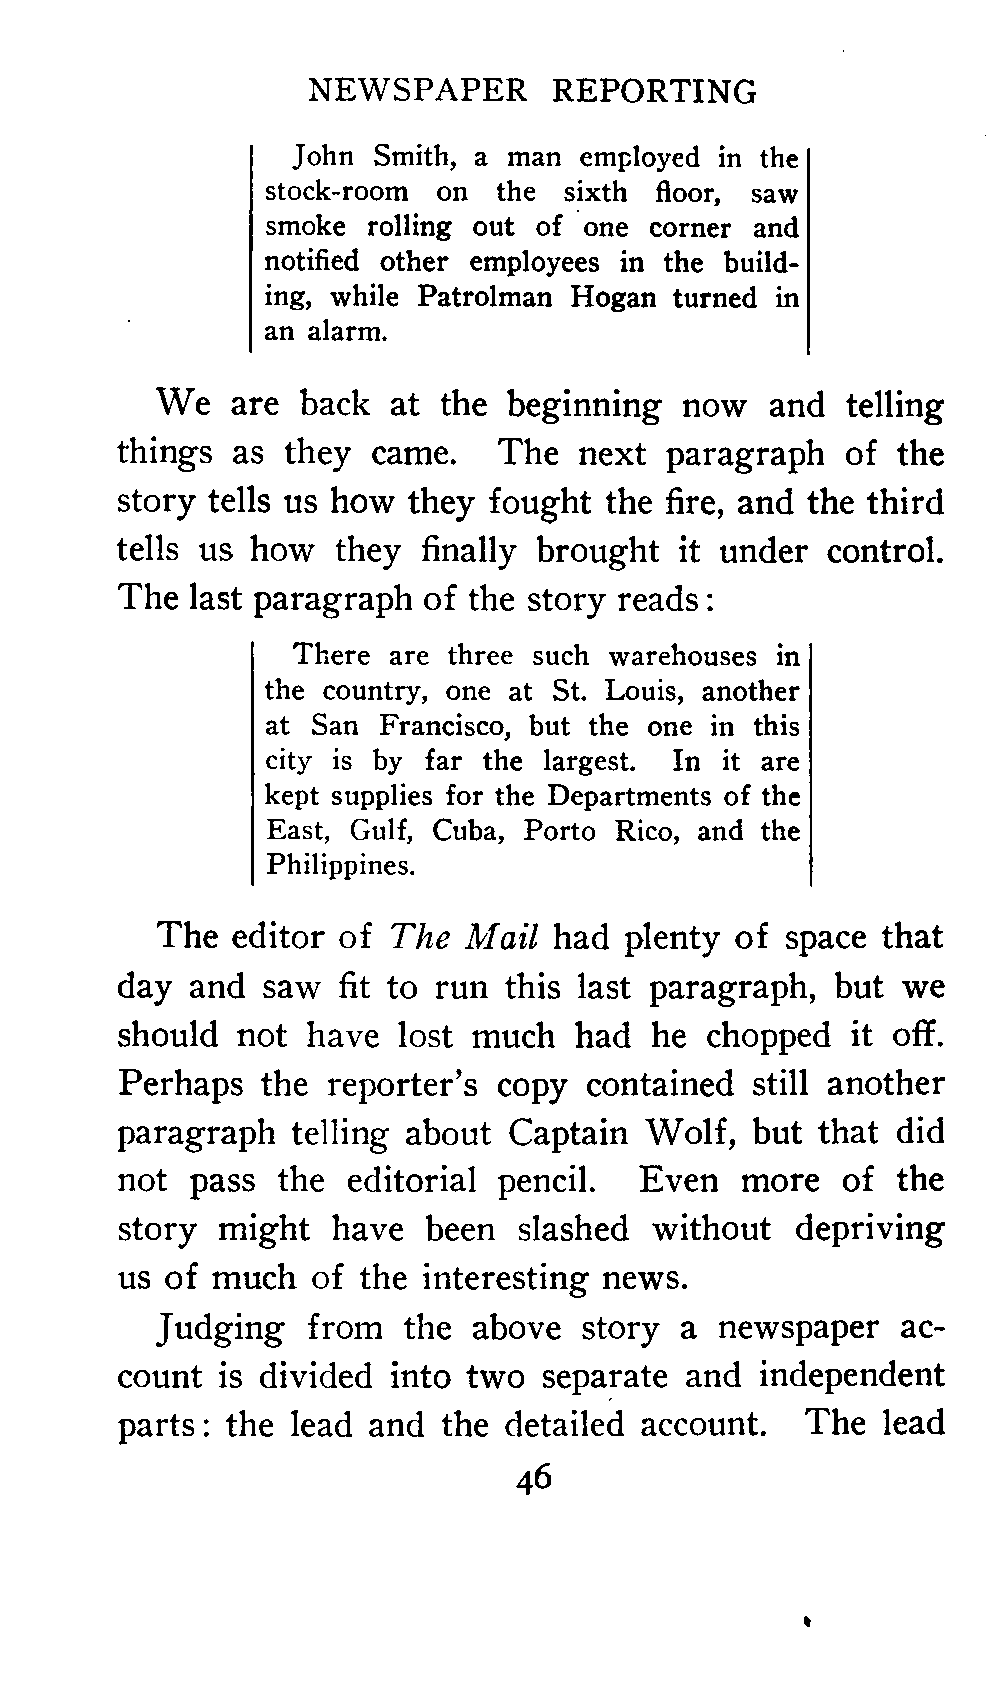 NEWSPAPER REPORTING
John Smith, a man employed in the
stock-room on the sixth floor, saw
smoke rolling out of one corner and
notified other employees in the build-
ing, while Patrolman Hogan turned in
an alarm.
We are back at the beginning now and telling
things as they came. The next paragraph of the
story tells us how they fought the fire, and the third
tells us how they finally brought it under control.
The last paragraph of the story reads:
There are three such warehouses in
the country, one at St. Louis, another
at San Francisco, but the one in this
city is by far the largest. In it are
kept supplies for the Departments of the
East, Gulf, Cuba, Porto Rico, and the
Philippines.
The editor of The Mail had plenty of space that
day and saw fit to run this last paragraph, but we
should not have lost much had he chopped it off.
Perhaps the reporter's copy contained still another
paragraph telling about Captain Wolf, but that did
not pass the editorial pencil. Even more of the
story might have been slashed without depriving
us of much of the interesting news.
Judging from the above story a newspaper ac-
count is divided into two separate and independent
parts: the lead and the detailed account. The lead
46